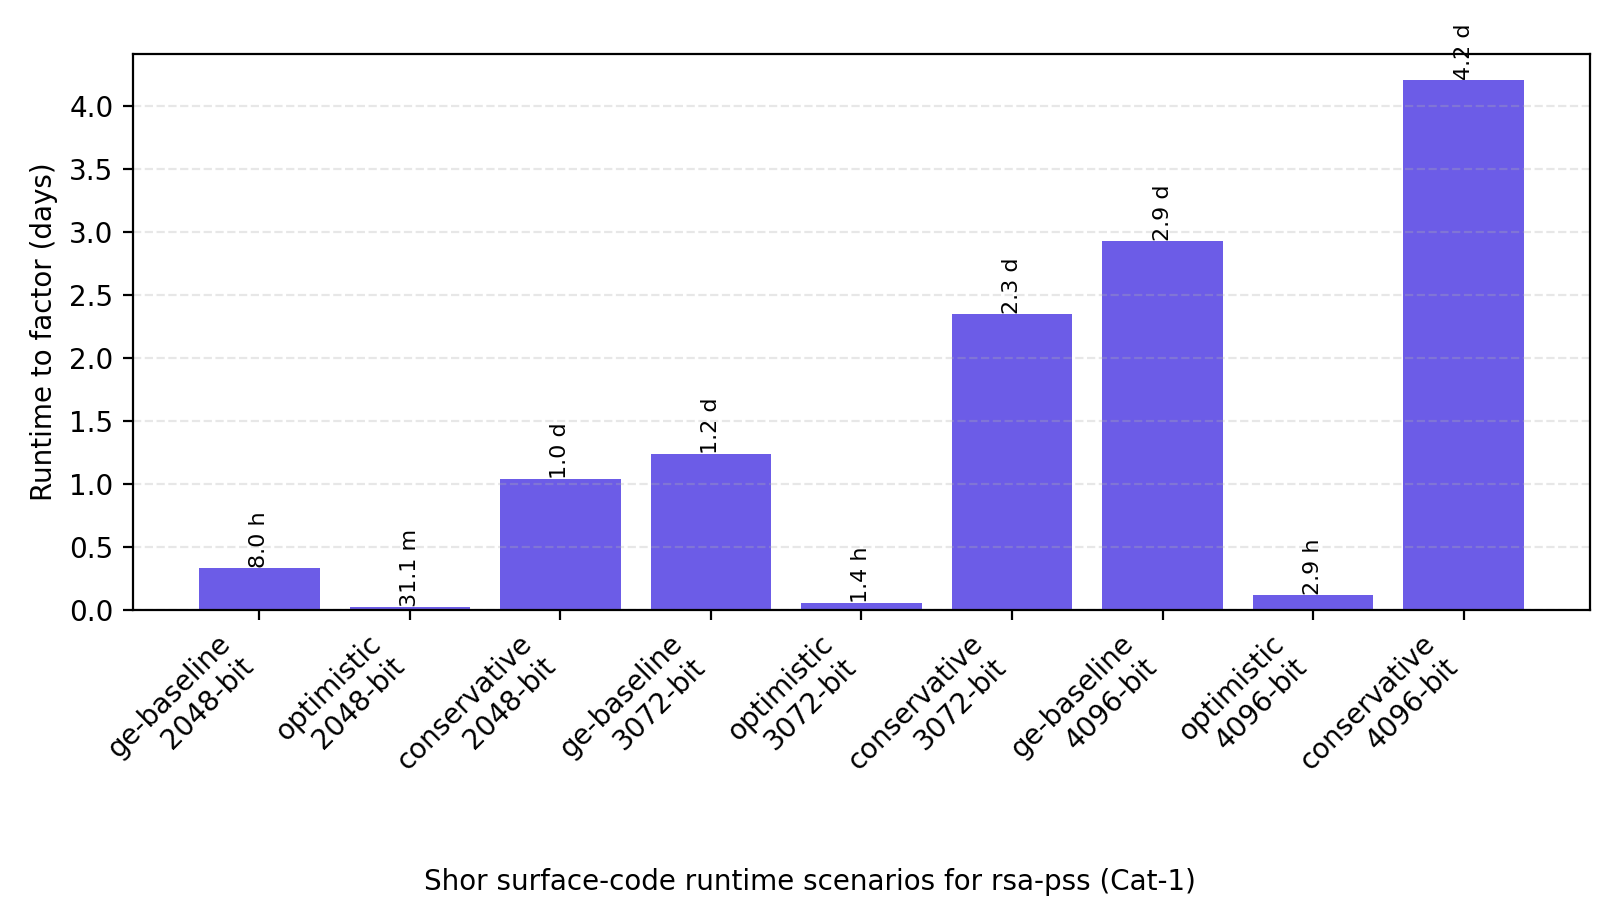 Runtime to factor (days)
4.0
3.5
3.0
2.5
2.0
1.5
1.0
0.5
0.0
8.0 h
31.1 m
1.0 d
1.2 d
1.4 h
2.3 d
2.9 d
2.9 h
4.2 d
ge-baseline
2048-bit
optimistic
2048-bit
conservative
2048-bit
ge-baseline
3072-bit
optimistic
3072-bit
conservative
3072-bit
ge-baseline
4096-bit
optimistic
4096-bit
conservative
4096-bit
Shor surface-code runtime scenarios for rsa-pss (Cat-1)